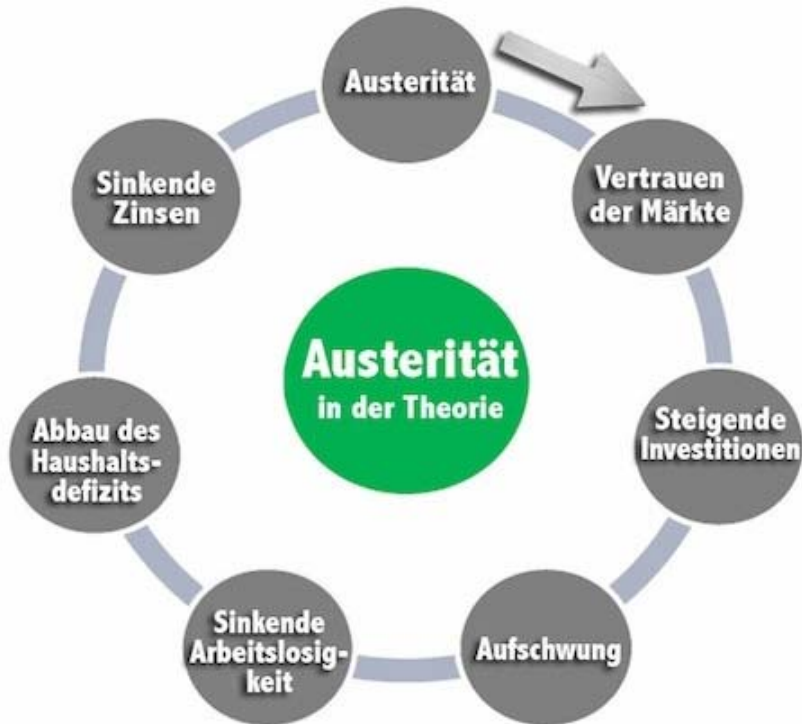 Austerität
Vertrauen
der Märkte
Steigende
Investitionen
Aufschwung
Sinkende
Arbeitslosig-
keit
Abbau des
Haushalts-
defizits
Sinkende
Zinsen
Austerität
in der Theorie